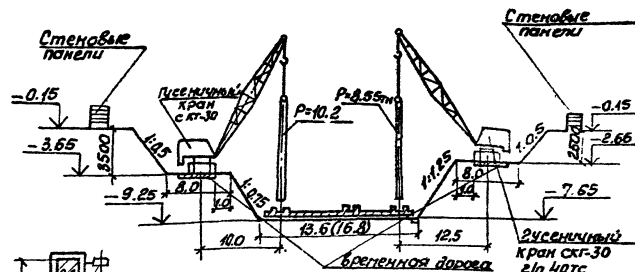 Стеновые
панели
Стеновые
панели
-0.15
гусеничный
кран
скг-30
P=10.2
P=8.55тн
-0.15
3500
-3.65
1:0.5
1:0.5
2500
-2.65
8.0
1.0
1:0.75
1:1.25
8.0
1.0
-9.25
-7.65
13.6(16.8)
10.0
12.5
временная дорога
гусеничный
кран скг-30
г/п 40тс